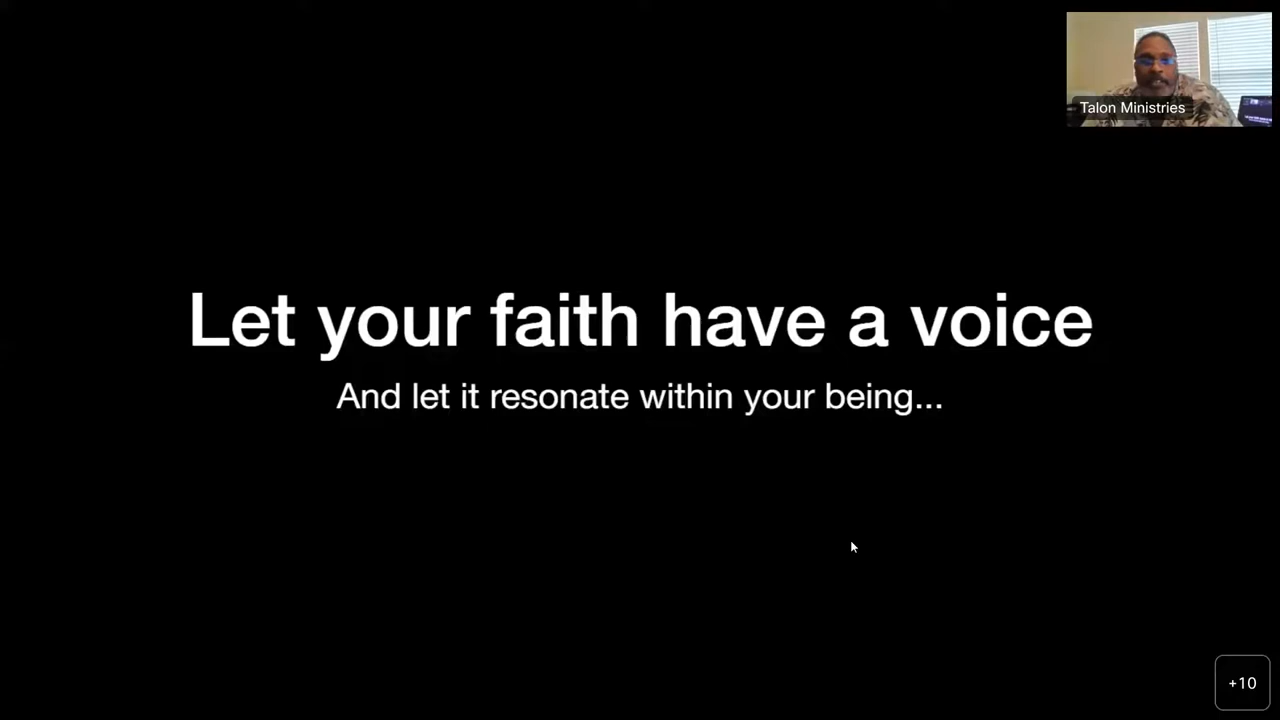 Talon Ministries
Let your faith have a voice
And let it resonate within your being...
+10